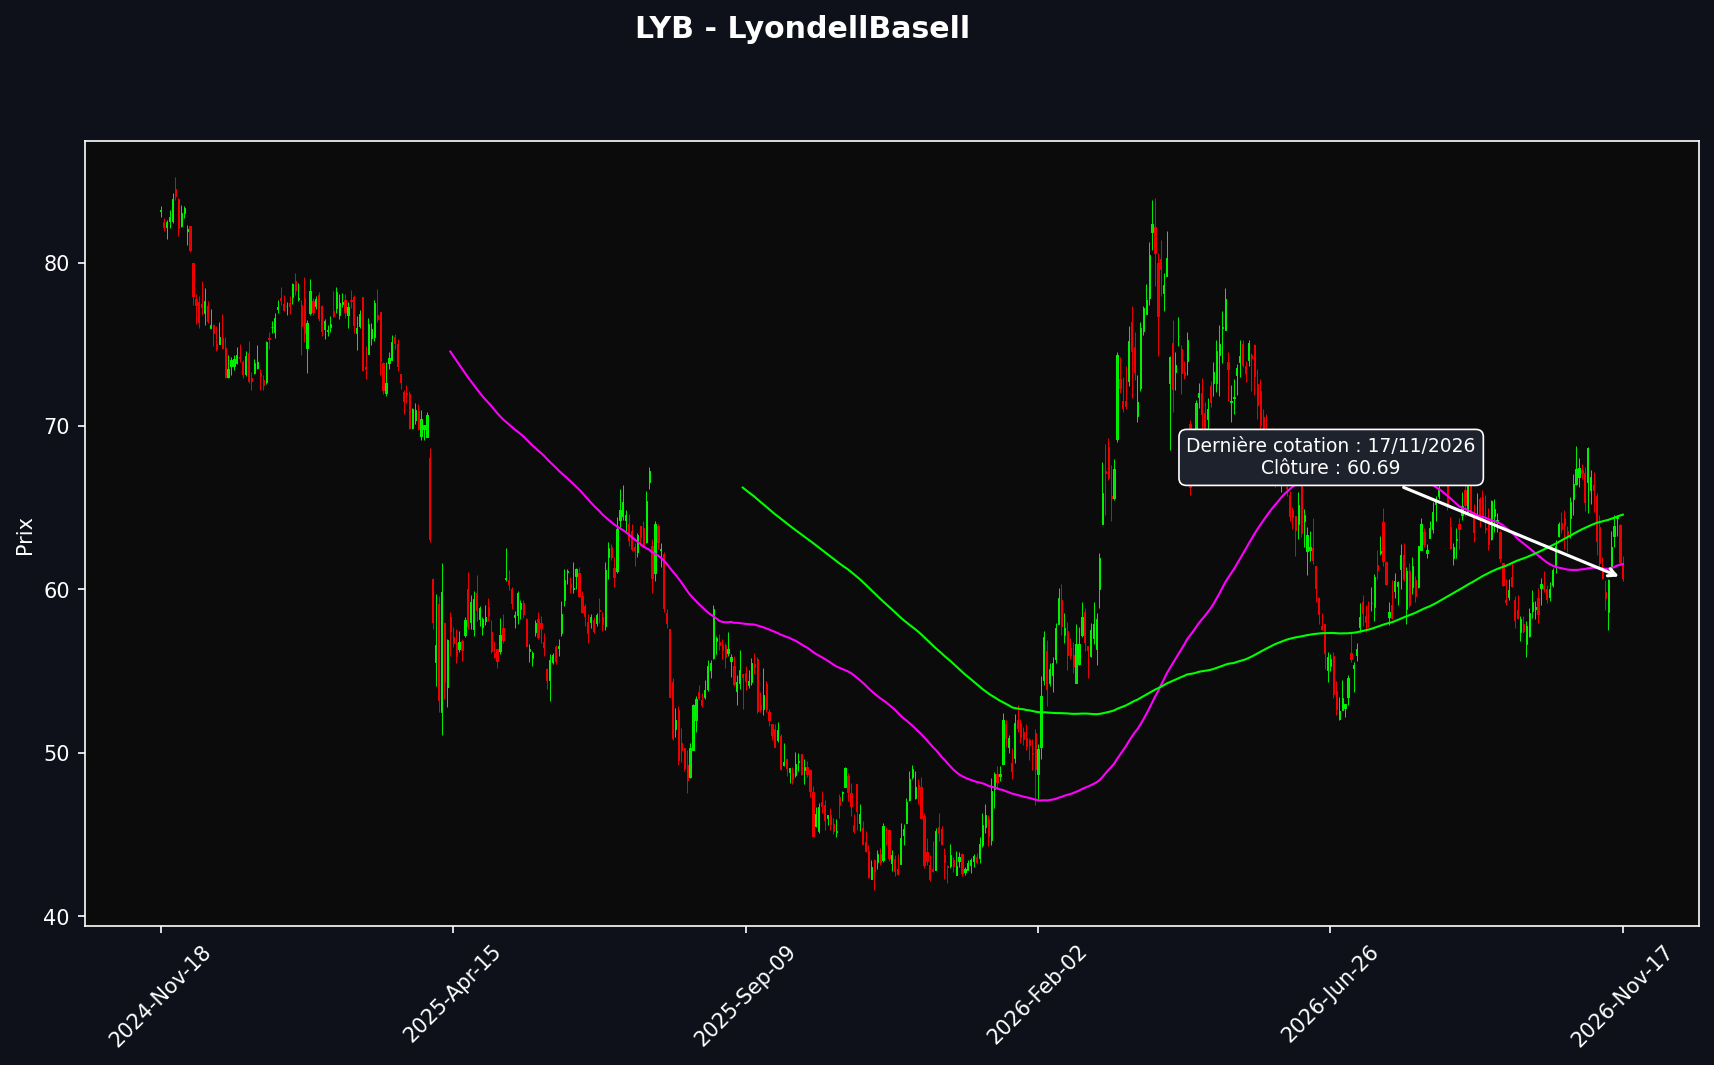 LYB - LyondellBasell
Prix
80
70
60
50
40
Dernière cotation : 17/11/2026
Clôture : 60.69
2024-Nov-18
2025-Apr-15
2025-Sep-09
2026-Feb-02
2026-Jun-26
2026-Nov-17